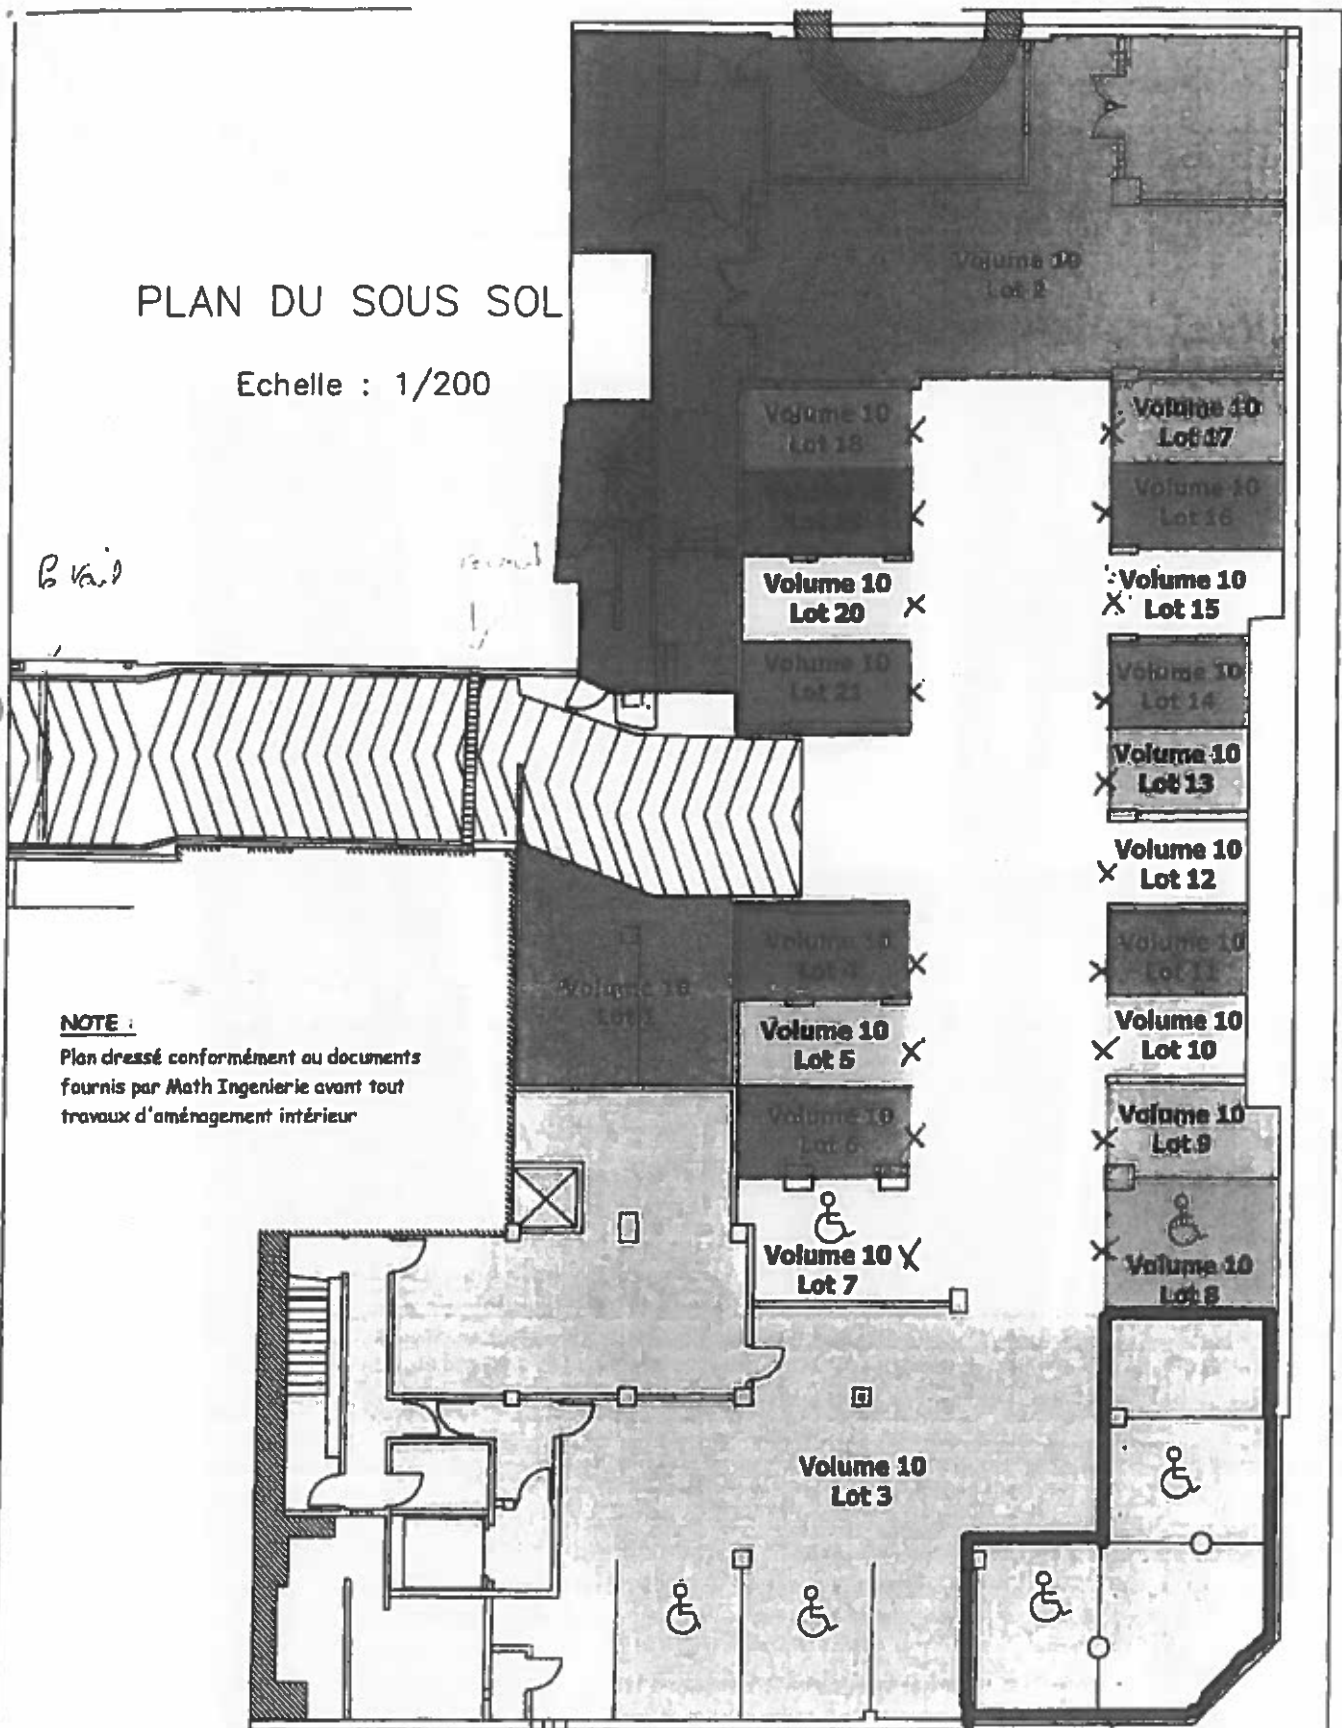 Volume 10
Lot 2
PLAN DU SOUS SOL
Echelle : 1/200
Volume 10
Lot 18
Volume 10
Lot 17
Volume 10
Lot 16
Volume 10
Lot 20
Volume 10
Lot 15
Volume 10
Lot 21
Volume 10
Lot 14
Volume 10
Lot 13
Volume 10
Lot 12
Volume 10
Lot 4
Volume 10
Lot 11
Volume 10
Lot 1
Volume 10
Lot 5
Volume 10
Lot 10
NOTE :
Plan dressé conformément au documents
fournis par Math Ingenierie avant tout
travaux d'aménagement intérieur
Volume 10
Lot 6
Volume 10
Lot 9
Volume 10
Lot 7
Volume 10
Lot 8
Volume 10
Lot 3